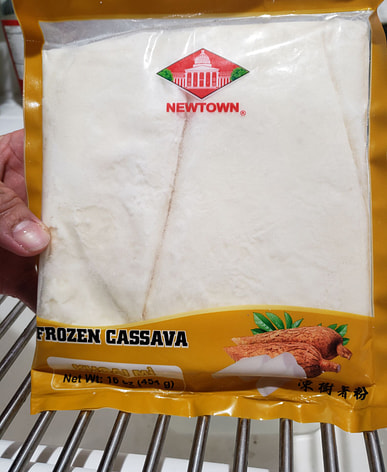 NEWTOWN®
FROZEN CASSAVA
Net Wt. 16 oz (454 g)